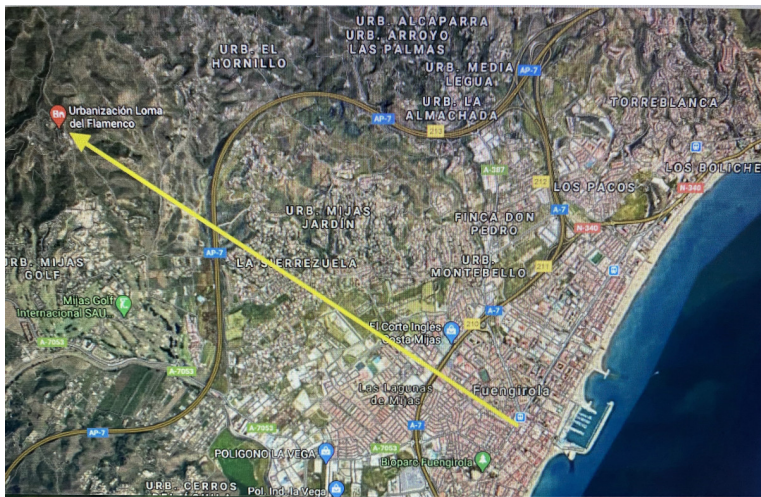 URB. ALCAPARRA
URB. ARROYO
LAS PALMAS
URB. EL
HORNILLO
URB. MEDIA
LEGUA
AP-7
Urbanización Loma
del Flamenco
URB. LA
ALMACHADA
TORREBLANCA
AP-7
213
A-387
LOS BOLICHE
212
LOS PACOS
N-340
URB. MIJAS
JARDÍN
FINCA DON
PEDRO
A-7
N-340
AP-7
URB. MIJAS
GOLF
LA SIERREZUELA
URB.
MONTEBELLO
211
Mijas Golf
Internacional SAU...
A-7
El Corte Inglés
Costa Mijas
210
A-7053
A-7053
Las Lagunas
de Mijas
Fuengirola
AP-7
A-7053
A-7
POLIGONO LA VEGA
A-7053
Bioparc Fuengirola
URB. CERROS
Pol. Ind. la Vega